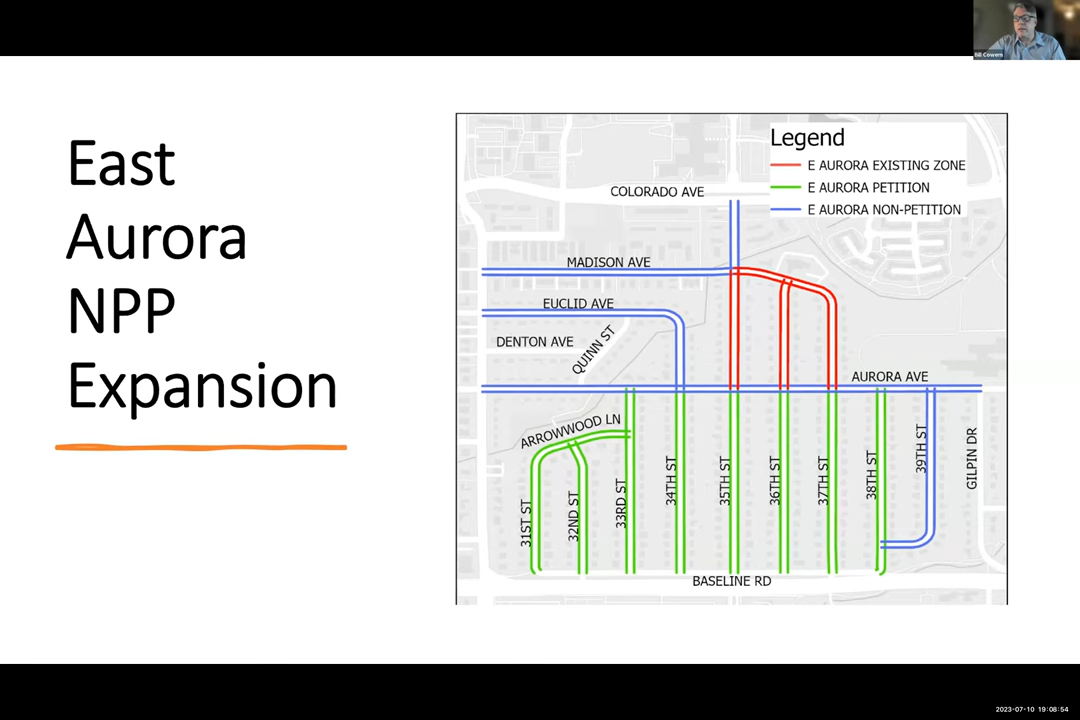 Bill Cowern
East
Aurora
NPP
Expansion
Legend
E AURORA EXISTING ZONE
E AURORA PETITION
E AURORA NON-PETITION
COLORADO AVE
MADISON AVE
EUCLID AVE
DENTON AVE
QUINN ST
AURORA AVE
ARROWWOOD LN
31ST ST
32ND ST
33RD ST
34TH ST
35TH ST
36TH ST
37TH ST
38TH ST
39TH ST
GILPIN DR
BASELINE RD
2023-07-10 19:08:54